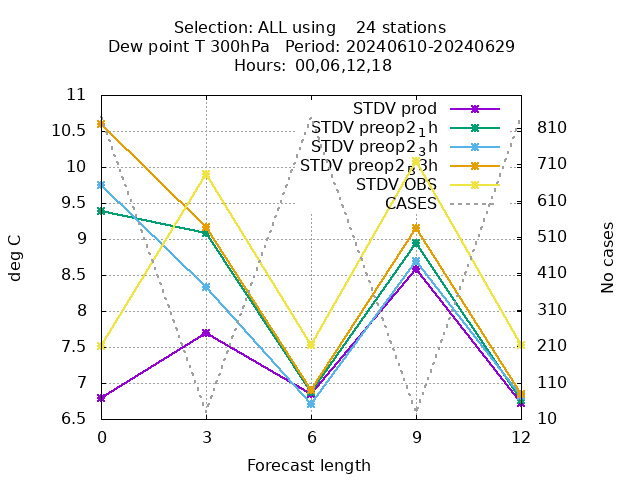 Selection: ALL using    24 stations
Dew point T 300hPa   Period: 20240610-20240629
Hours: 00,06,12,18
STDV prod
STDV preop2₁h
STDV preop2₃h
STDV preop2ᵦ3h
STDV OBS
CASES
11
10.5
10
9.5
9
8.5
8
7.5
7
6.5
deg C
810
710
610
510
410
310
210
110
10
No cases
0 3 6 9 12
Forecast length